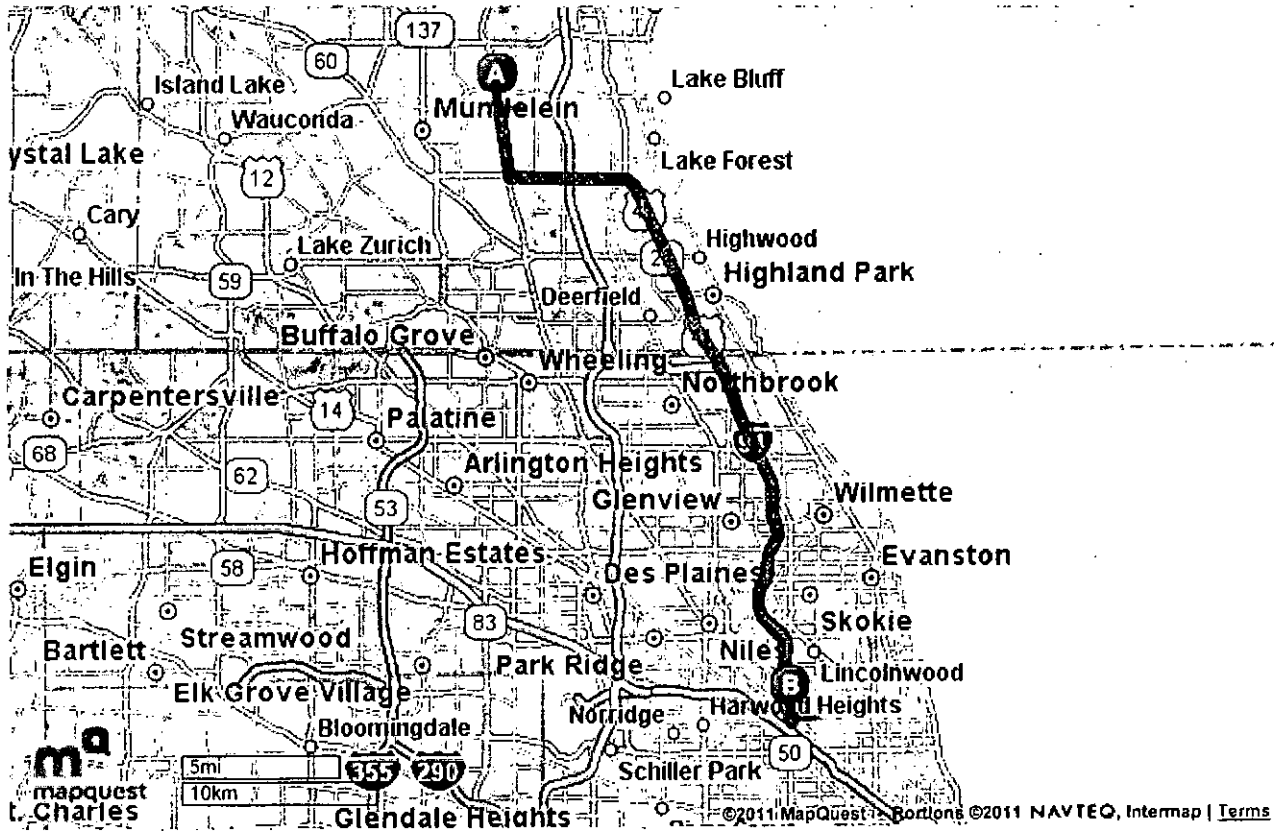 137
60
A
Lake Bluff
Island Lake
Mundelein
Wauconda
ystal Lake
Lake Forest
12
Cary
Highwood
Lake Zurich
Highland Park
In The Hills
59
Deerfield
Buffalo Grove
Wheeling
Northbrook
Carpentersville
14
Palatine
68
Arlington Heights
62
Glenview
Wilmette
53
Hoffman Estates
Evanston
Elgin
58
Des Plaines
83
Skokie
Streamwood
Bartlett
Park Ridge
Niles
Lincolnwood
B
Elk Grove Village
Harwood Heights
Norridge
Bloomingdale
50
mq
5mi
355
290
Schiller Park
mapquest
10km
t. Charles
Glendale Heights
©2011 MapQuest - Portions ©2011 NAVTEQ, Intermap | Terms